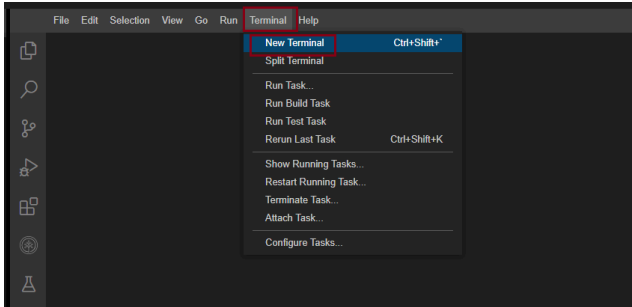 File Edit Selection View Go Run Terminal Help
New Terminal Ctrl+Shift+`
Split Terminal
Run Task...
Run Build Task
Run Test Task
Rerun Last Task Ctrl+Shift+K
Show Running Tasks...
Restart Running Task...
Terminate Task...
Attach Task...
Configure Tasks...